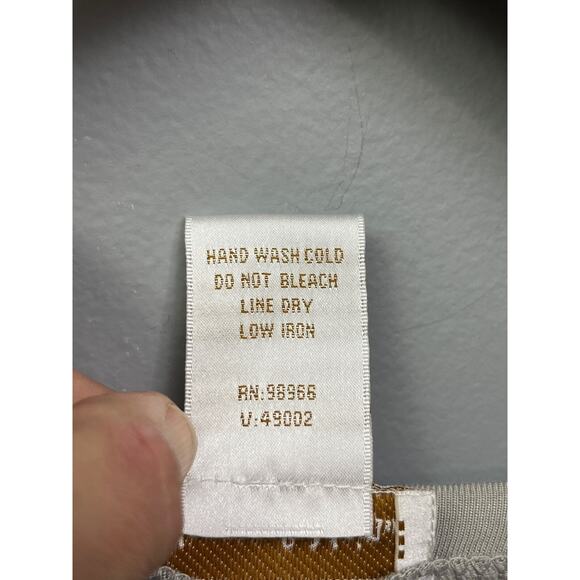 HAND WASH COLD
DO NOT BLEACH
LINE DRY
LOW IRON
RN:98966
V:49002